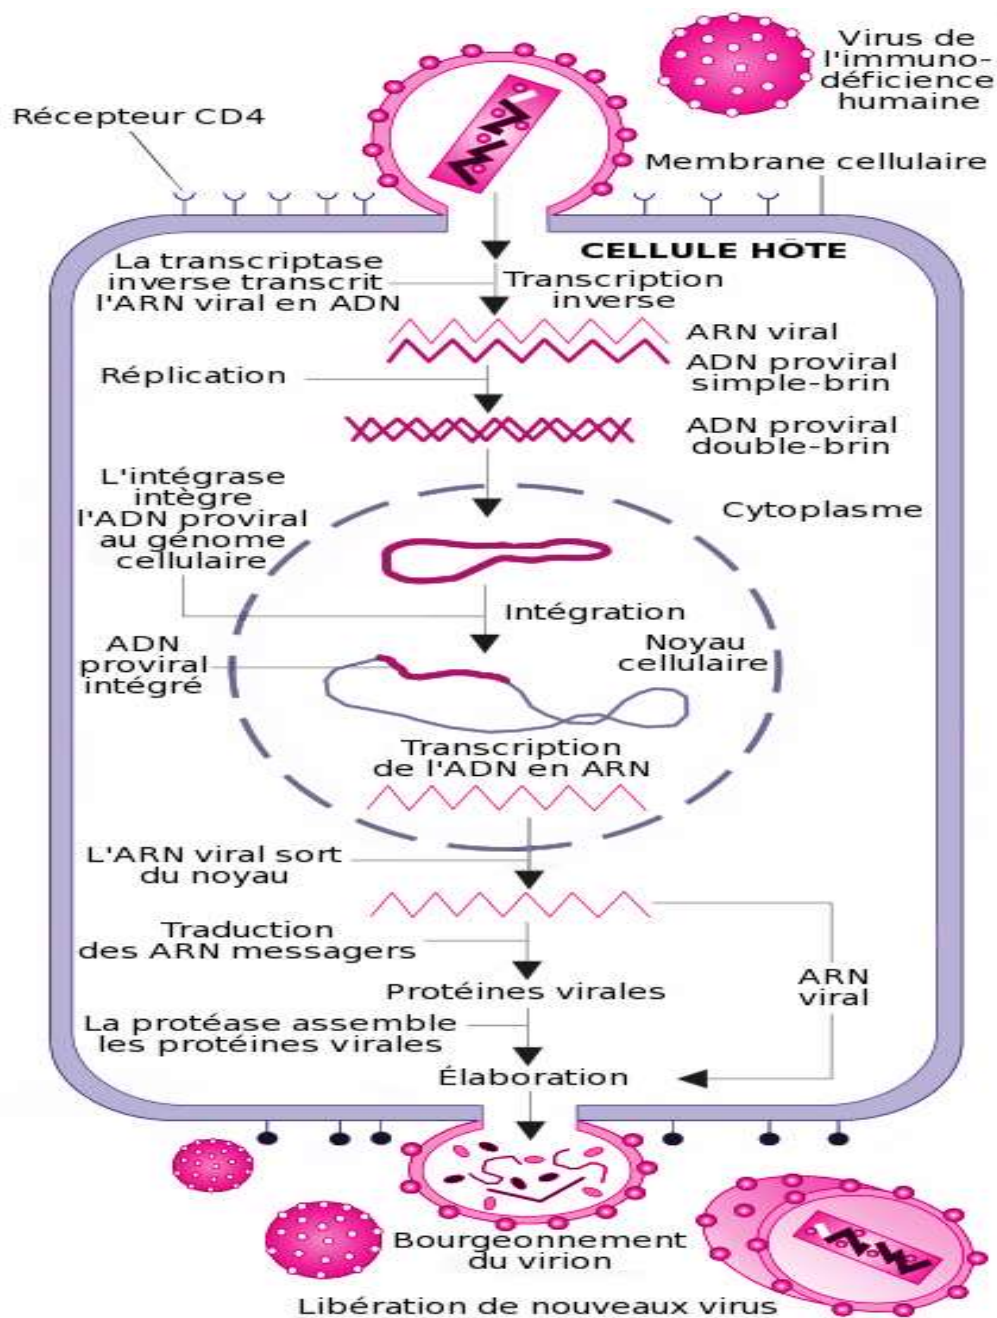 Virus de
l'immuno-
déficience
humaine
Récepteur CD4
Membrane cellulaire
CELLULE HÔTE
La transcriptase
inverse transcrit
l'ARN viral en ADN
Transcription
inverse
ARN viral
ADN proviral
simple-brin
Réplication
ADN proviral
double-brin
L'intégrase
intègre
l'ADN proviral
au génome
cellulaire
Cytoplasme
Intégration
ADN
proviral
intégré
Noyau
cellulaire
Transcription
de l'ADN en ARN
L'ARN viral sort
du noyau
Traduction
des ARN messagers
ARN
viral
Protéines virales
La protéase assemble
les protéines virales
Élaboration
Bourgeonnement
du virion
Libération de nouveaux virus